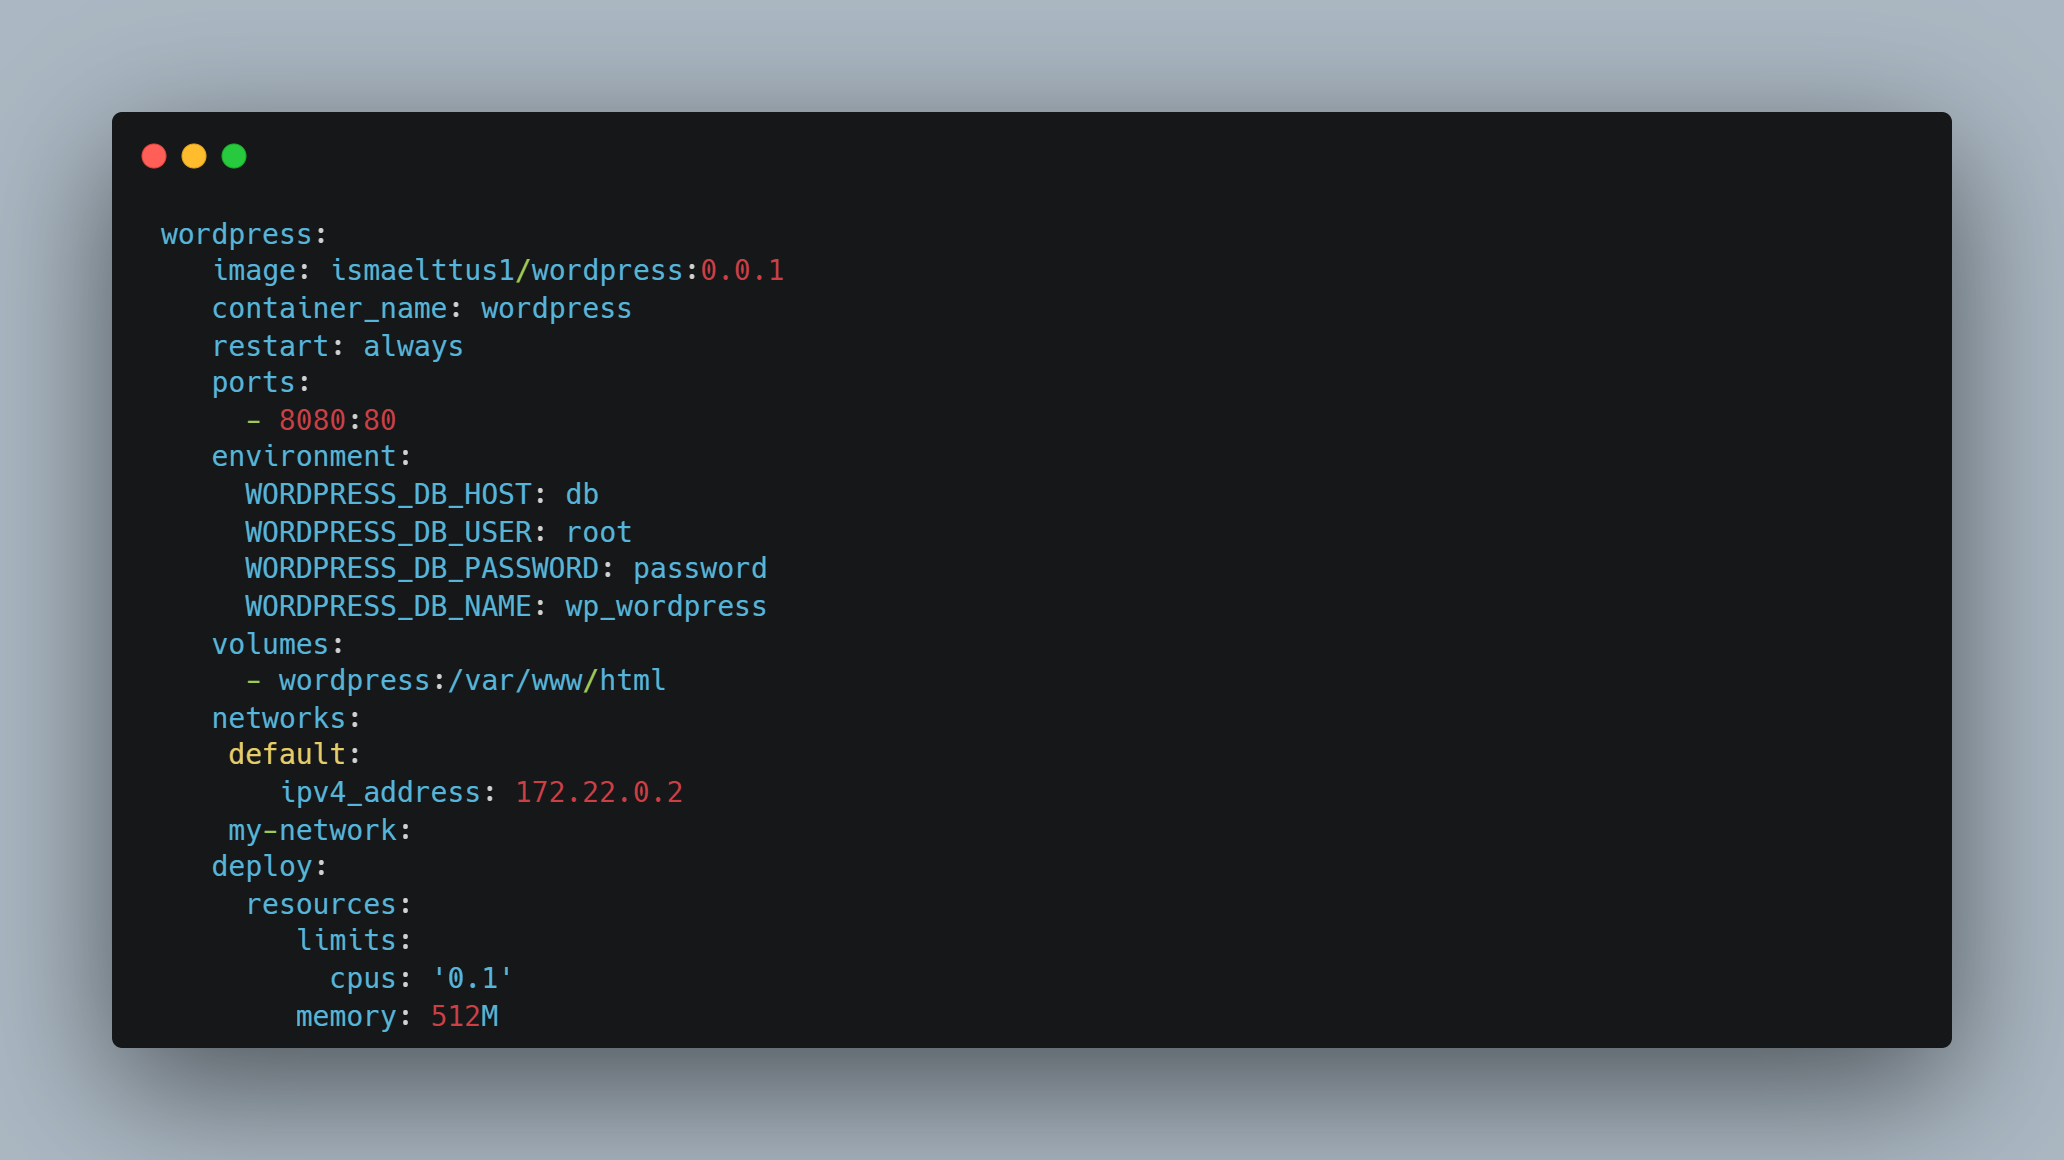 wordpress:
   image: ismaelttus1/wordpress:0.0.1
   container_name: wordpress
   restart: always
   ports:
     - 8080:80
   environment:
     WORDPRESS_DB_HOST: db
     WORDPRESS_DB_USER: root
     WORDPRESS_DB_PASSWORD: password
     WORDPRESS_DB_NAME: wp_wordpress
   volumes:
     - wordpress:/var/www/html
   networks:
    default:
       ipv4_address: 172.22.0.2
    my-network:
   deploy:
     resources:
        limits:
          cpus: '0.1'
        memory: 512M